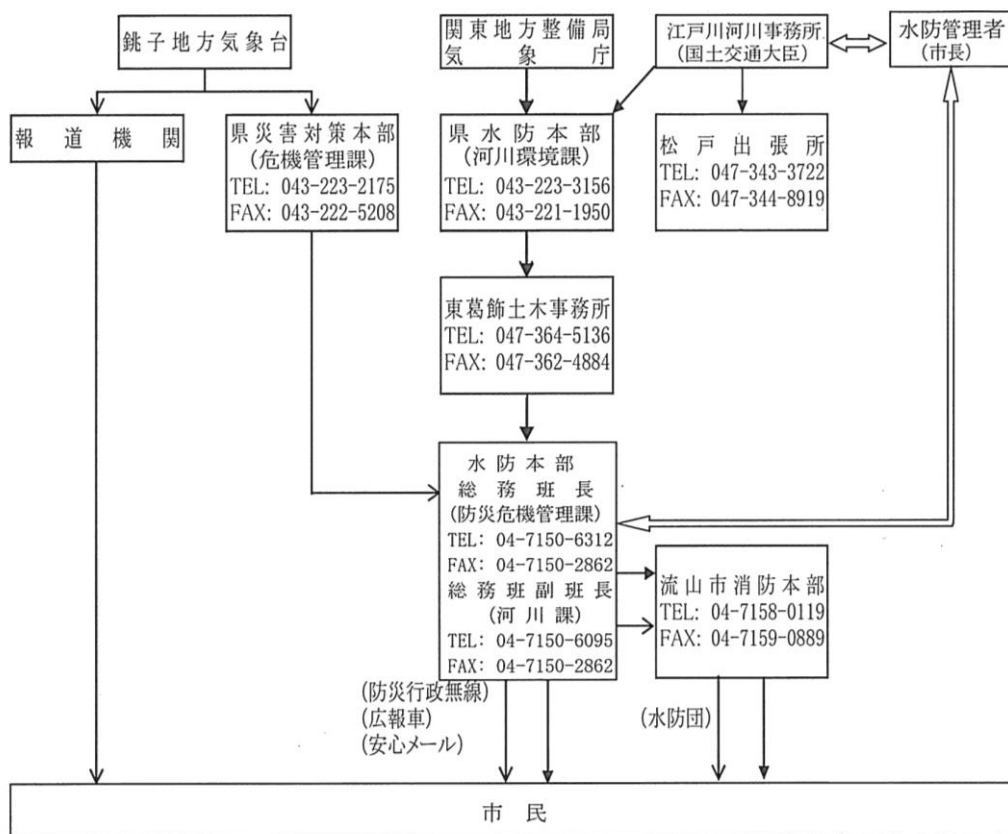 銚子地方気象台
関東地方整備局
気象庁
江戸川河川事務所
(国土交通大臣)
水防管理者
(市長)
報道機関
県災害対策本部
(危機管理課)
TEL: 043-223-2175
FAX: 043-222-5208
県水防本部
(河川環境課)
TEL: 043-223-3156
FAX: 043-221-1950
松戸出張所
TEL: 047-343-3722
FAX: 047-344-8919
東葛飾土木事務所
TEL: 047-364-5136
FAX: 047-362-4884
水防本部
総務班長
(防災危機管理課)
TEL: 04-7150-6312
FAX: 04-7150-2862
総務班副班長
(河川課)
TEL: 04-7150-6095
FAX: 04-7150-2862
流山市消防本部
TEL: 04-7158-0119
FAX: 04-7159-0889
(防災行政無線)
(広報車)
(安心メール)
(水防団)
市民